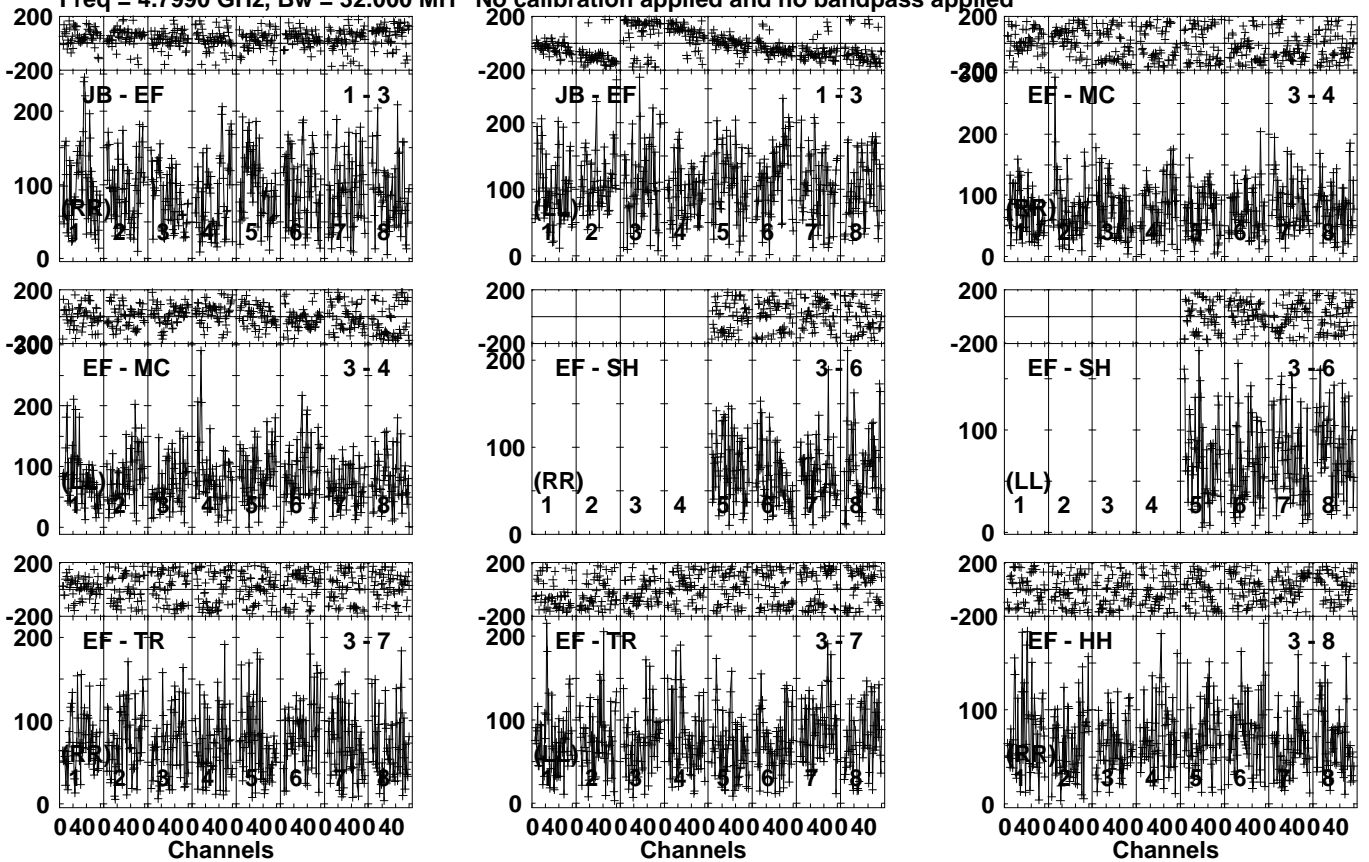 Freq = 4.7990 GHz, Bw = 32.000 MH No calibration applied and no bandpass applied
200 200 200
-200 -200 -200
JB - EF 1 - 3 JB - EF 1 - 3 300 EF - MC 3 - 4
200 200 200
100 100 100
(RR) (LL) (RR)
1 2 3 4 5 6 7 8 1 2 3 4 5 6 7 8 1 2 3 4 5 6 7 8
0 0 0
200 200 200
-200 -200 -200
300 EF - MC 3 - 4 EF - SH 3 - 6 EF - SH 3 - 6
200 200
100 100 100
(LL) (RR) (LL)
1 2 3 4 5 6 7 8 1 2 3 4 5 6 7 8 1 2 3 4 5 6 7 8
0 0 0
200 200 200
-200 -200 -200
EF - TR 3 - 7 EF - TR 3 - 7 EF - HH 3 - 8
200 200
100 100 100
(RR) (LL) (RR)
1 2 3 4 5 6 7 8 1 2 3 4 5 6 7 8 1 2 3 4 5 6 7 8
0 0 0
0 40 0 40 0 40 0 40 0 40 0 40 0 40 0 40 0 40 0 40 0 40 0 40 0 40 0 40 0 40 0 40 0 40 0 40 0 40 0 40 0 40 0 40 0 40 0 40
Channels Channels Channels